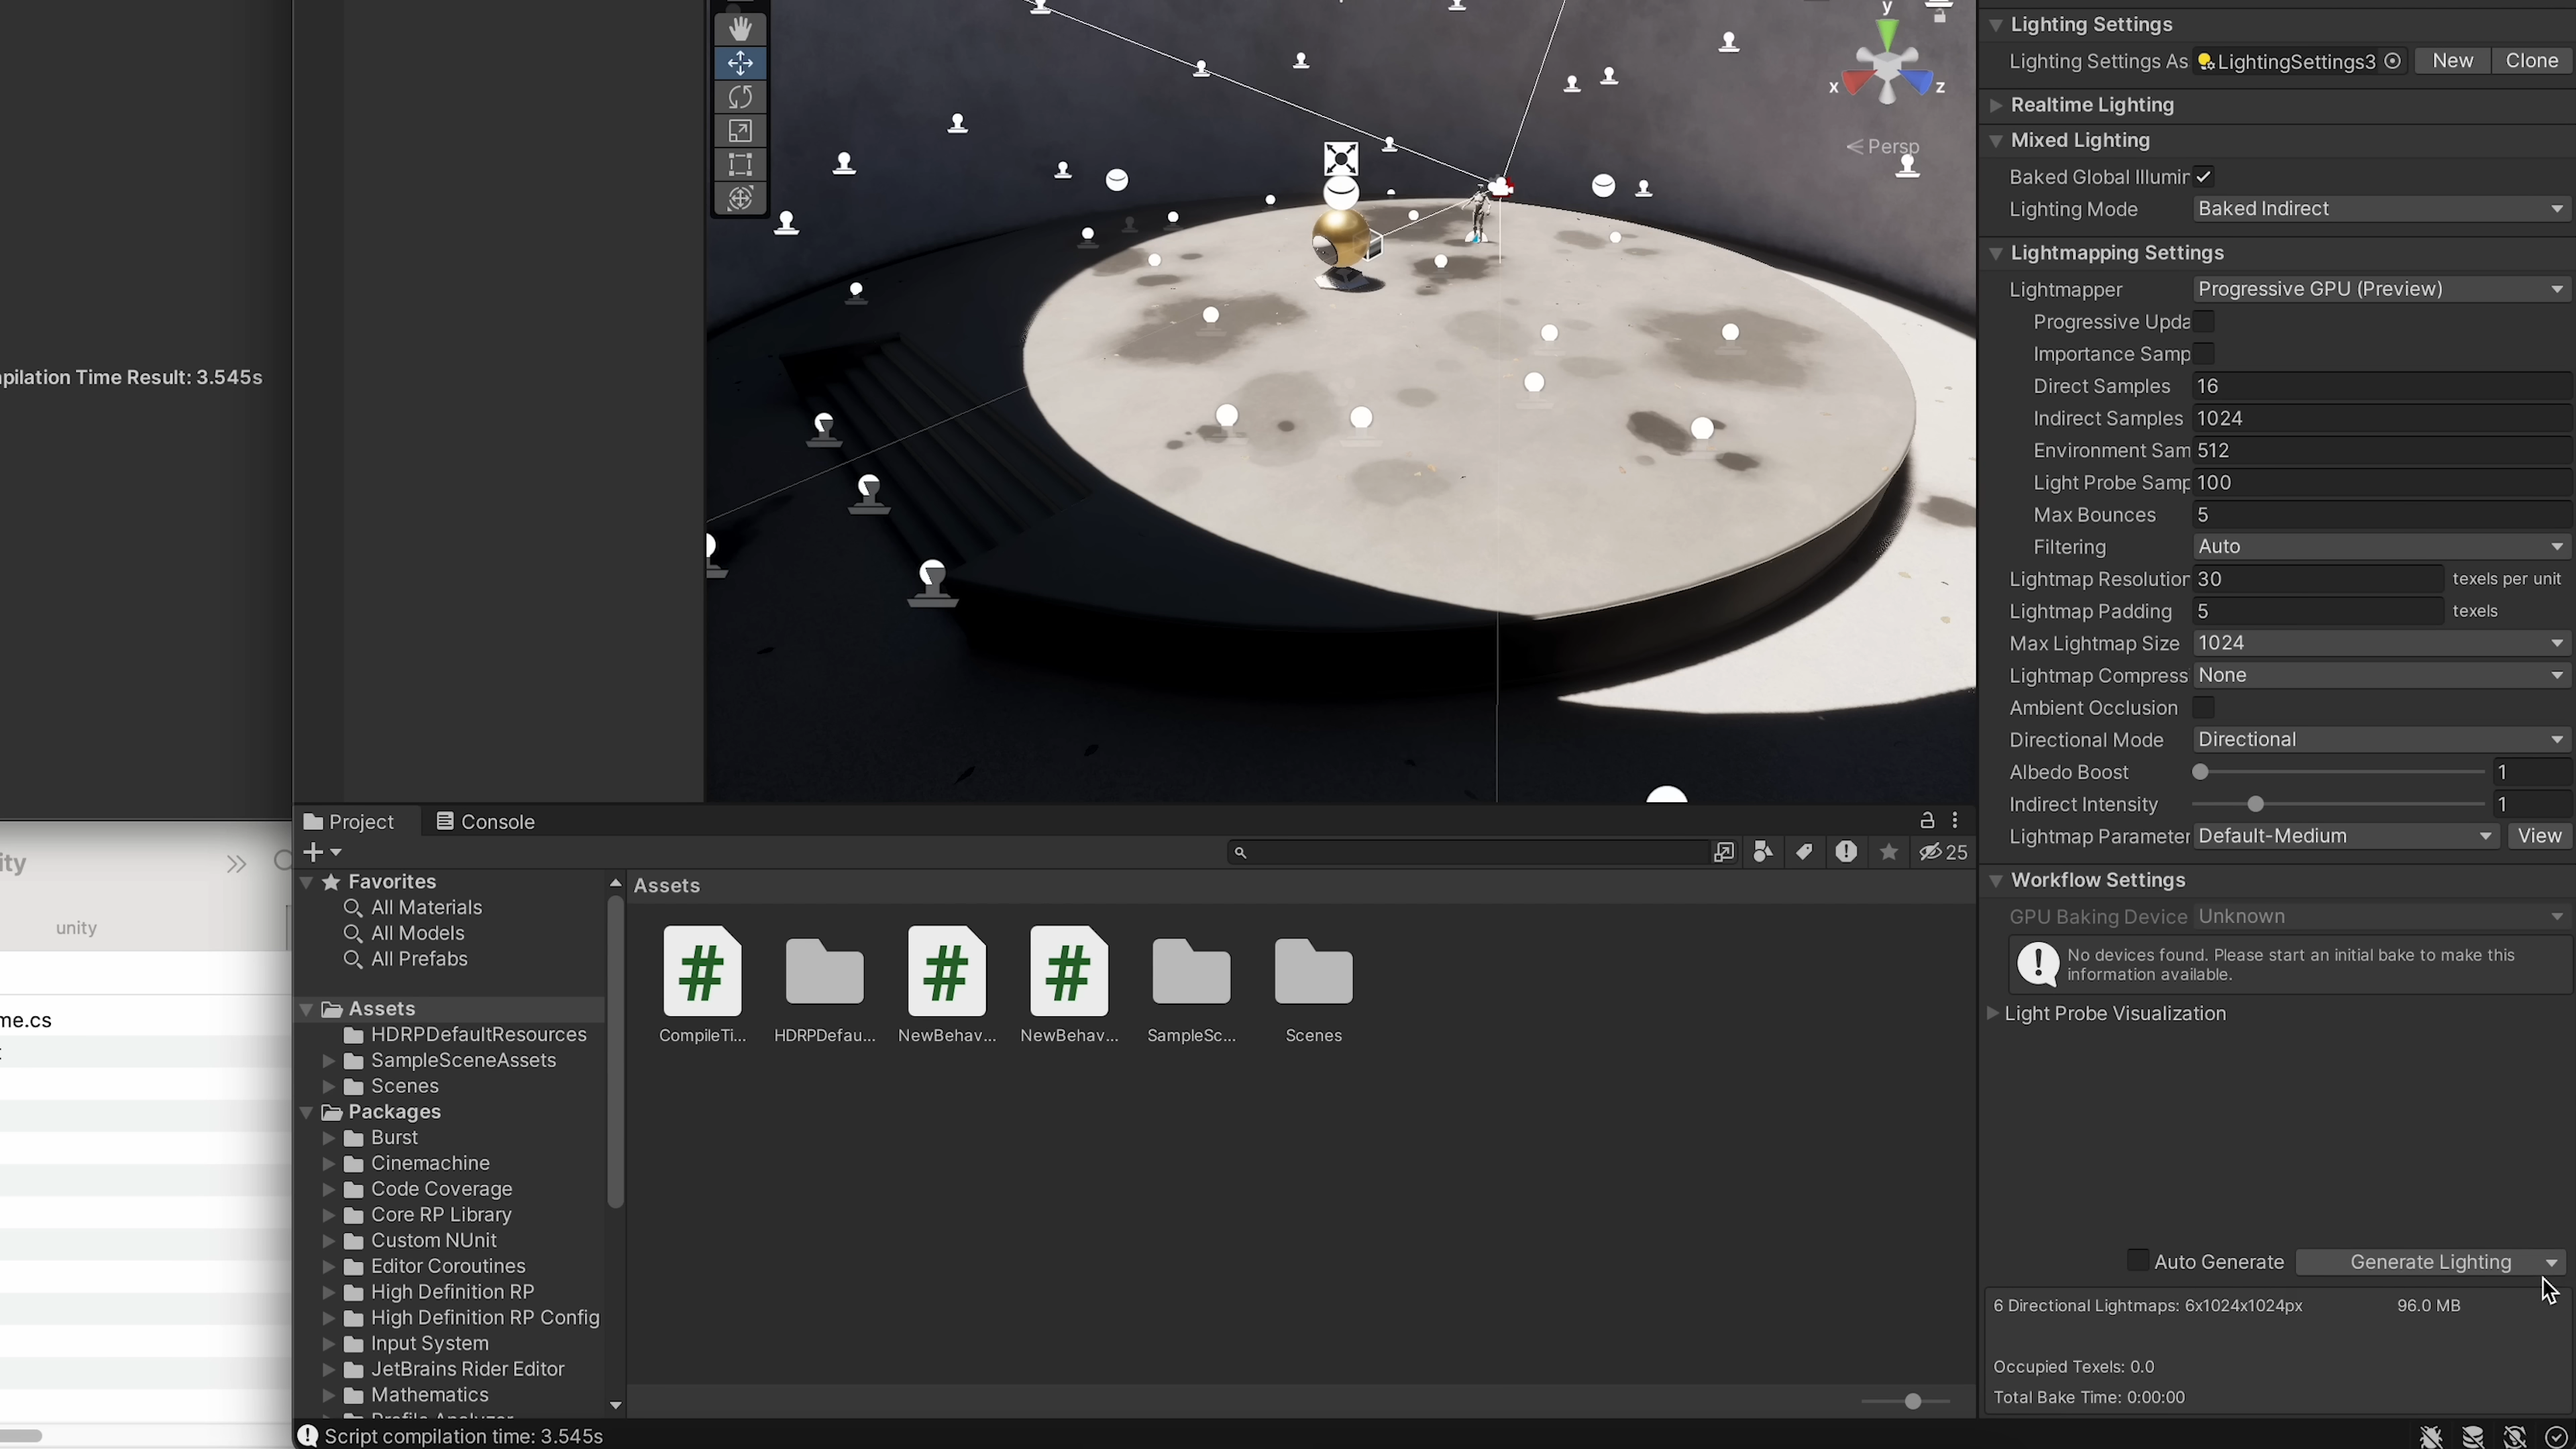 pilation Time Result: 3.545s
ity
unity
me.cs
y
x
z
Persp
Lighting Settings
Lighting Settings As
LightingSettings3
New
Clone
Realtime Lighting
Mixed Lighting
Baked Global Illumir
Lighting Mode
Baked Indirect
Lightmapping Settings
Lightmapper
Progressive GPU (Preview)
Progressive Upda
Importance Samp
Direct Samples
16
Indirect Samples
1024
Environment Sam
512
Light Probe Samp
100
Max Bounces
5
Filtering
Auto
Lightmap Resolution
30
texels per unit
Lightmap Padding
5
texels
Max Lightmap Size
1024
Lightmap Compress
None
Ambient Occlusion
Directional Mode
Directional
Albedo Boost
1
Indirect Intensity
1
Lightmap Parameter
Default-Medium
View
Workflow Settings
GPU Baking Device
Unknown
No devices found. Please start an initial bake to make this
information available.
Light Probe Visualization
Auto Generate
Generate Lighting
6 Directional Lightmaps: 6x1024x1024px
96.0 MB
Occupied Texels: 0.0
Total Bake Time: 0:00:00
Project
Console
25
Favorites
All Materials
All Models
All Prefabs
Assets
HDRPDefaultResources
SampleSceneAssets
Scenes
Packages
Burst
Cinemachine
Code Coverage
Core RP Library
Custom NUnit
Editor Coroutines
High Definition RP
High Definition RP Config
Input System
JetBrains Rider Editor
Mathematics
Assets
CompileTi...
HDRPDefau...
NewBehav...
NewBehav...
SampleSc...
Scenes
Script compilation time: 3.545s